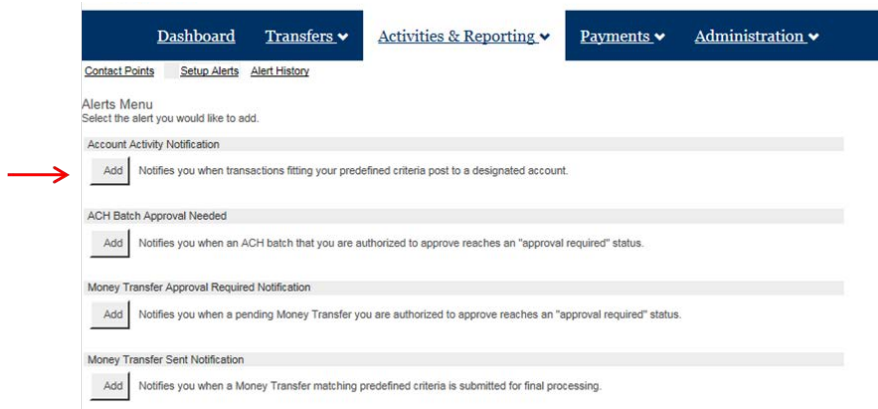 Dashboard Transfers Activities & Reporting Payments Administration
Contact Points Setup Alerts Alert History
Alerts Menu
Select the alert you would like to add.
Account Activity Notification
Add Notifies you when transactions fitting your predefined criteria post to a designated account.
ACH Batch Approval Needed
Add Notifies you when an ACH batch that you are authorized to approve reaches an "approval required" status.
Money Transfer Approval Required Notification
Add Notifies you when a pending Money Transfer you are authorized to approve reaches an "approval required" status.
Money Transfer Sent Notification
Add Notifies you when a Money Transfer matching predefined criteria is submitted for final processing.